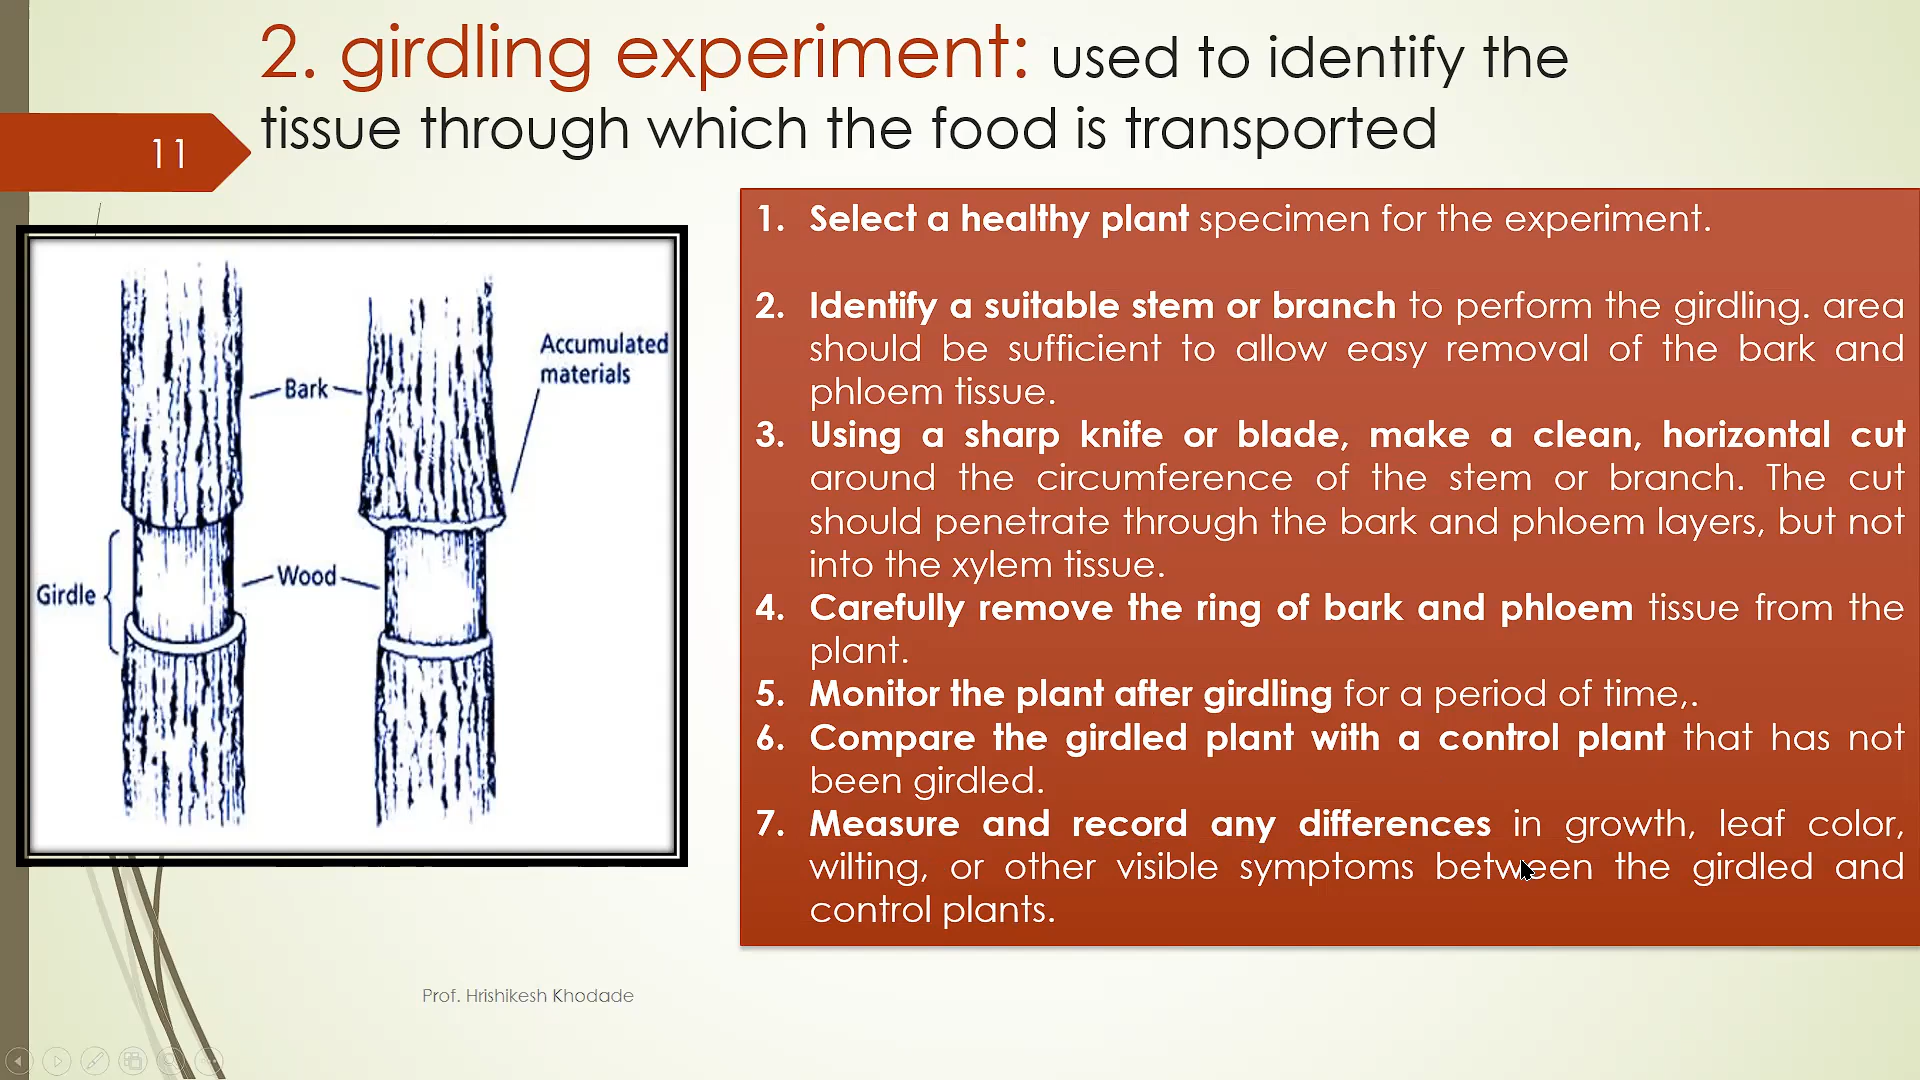 2. girdling experiment: used to identify the
tissue through which the food is transported
11
Accumulated
materials
Bark
Wood
Girdle
1. Select a healthy plant specimen for the experiment.
2. Identify a suitable stem or branch to perform the girdling. area
should be sufficient to allow easy removal of the bark and
phloem tissue.
3. Using a sharp knife or blade, make a clean, horizontal cut
around the circumference of the stem or branch. The cut
should penetrate through the bark and phloem layers, but not
into the xylem tissue.
4. Carefully remove the ring of bark and phloem tissue from the
plant.
5. Monitor the plant after girdling for a period of time,.
6. Compare the girdled plant with a control plant that has not
been girdled.
7. Measure and record any differences in growth, leaf color,
wilting, or other visible symptoms between the girdled and
control plants.
Prof. Hrishikesh Khodade